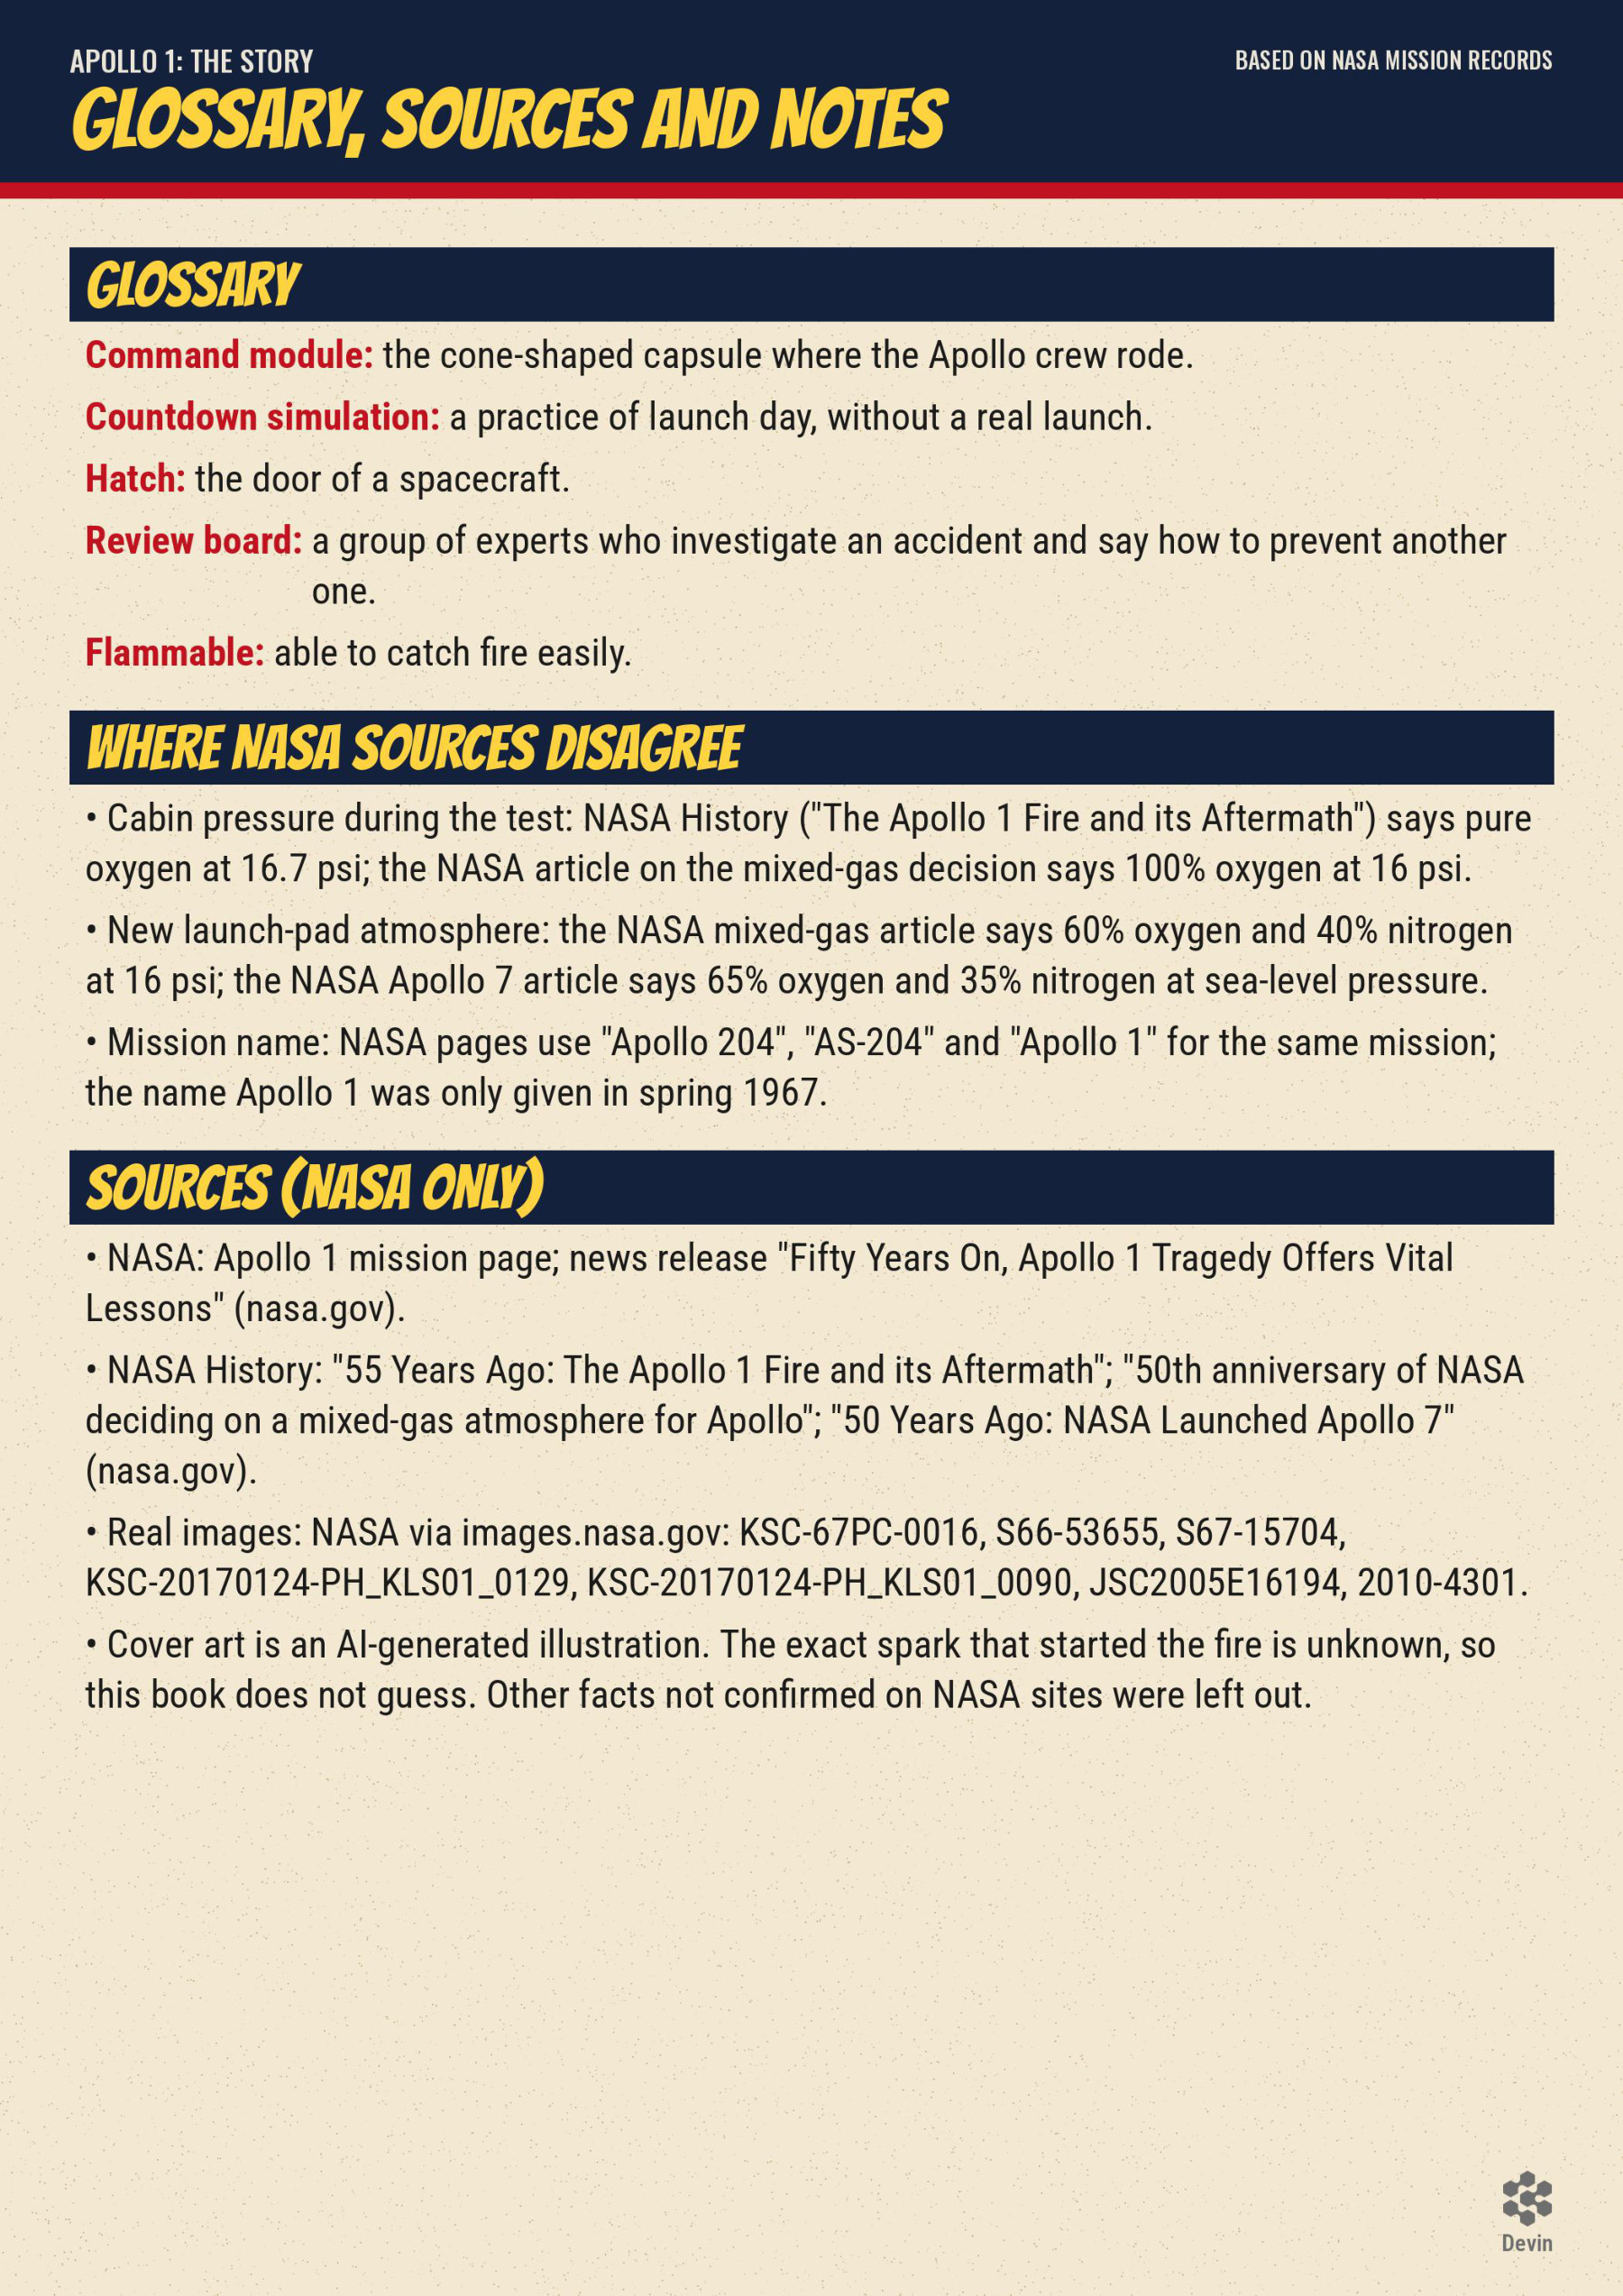 APOLLO 1: THE STORY
BASED ON NASA MISSION RECORDS
GLOSSARY, SOURCES AND NOTES
GLOSSARY
Command module: the cone-shaped capsule where the Apollo crew rode.
Countdown simulation: a practice of launch day, without a real launch.
Hatch: the door of a spacecraft.
Review board: a group of experts who investigate an accident and say how to prevent another
one.
Flammable: able to catch fire easily.
WHERE NASA SOURCES DISAGREE
• Cabin pressure during the test: NASA History ("The Apollo 1 Fire and its Aftermath") says pure
oxygen at 16.7 psi; the NASA article on the mixed-gas decision says 100% oxygen at 16 psi.
• New launch-pad atmosphere: the NASA mixed-gas article says 60% oxygen and 40% nitrogen
at 16 psi; the NASA Apollo 7 article says 65% oxygen and 35% nitrogen at sea-level pressure.
• Mission name: NASA pages use "Apollo 204", "AS-204" and "Apollo 1" for the same mission;
the name Apollo 1 was only given in spring 1967.
SOURCES (NASA ONLY)
• NASA: Apollo 1 mission page; news release "Fifty Years On, Apollo 1 Tragedy Offers Vital
Lessons" (nasa.gov).
• NASA History: "55 Years Ago: The Apollo 1 Fire and its Aftermath"; "50th anniversary of NASA
deciding on a mixed-gas atmosphere for Apollo"; "50 Years Ago: NASA Launched Apollo 7"
(nasa.gov).
• Real images: NASA via images.nasa.gov: KSC-67PC-0016, S66-53655, S67-15704,
KSC-20170124-PH_KLS01_0129, KSC-20170124-PH_KLS01_0090, JSC2005E16194, 2010-4301.
• Cover art is an AI-generated illustration. The exact spark that started the fire is unknown, so
this book does not guess. Other facts not confirmed on NASA sites were left out.
Devin